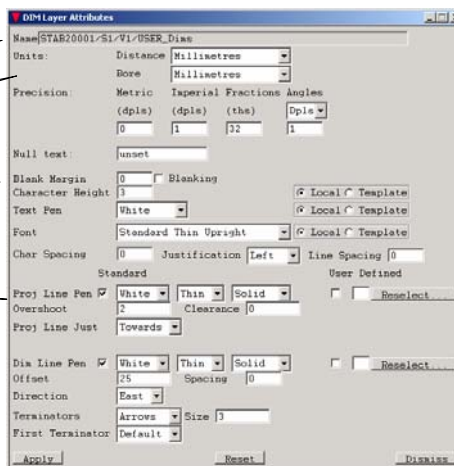 DIM Layer Attributes
Name STAB20001/S1/V1/USER_Dims
Units: Distance Millimetres
Bore Millimetres
Precision: Metric Imperial Fractions Angles
(dpls) (dpls) (ths) Dpls
0 1 32 1
Null text: unset
Blank Margin 0 Blanking
Character Height 3 Local Template
Text Pen White Local Template
Font Standard Thin Upright Local Template
Char Spacing 0 Justification Left Line Spacing 0
Standard User Defined
Proj Line Pen White Thin Solid Reselect...
Overshoot 2 Clearance 0
Proj Line Just Towards
Dim Line Pen White Thin Solid Reselect...
Offset 25 Spacing 0
Direction East
Terminators Arrows Size 3
First Terminator Default
Apply Reset Dismiss